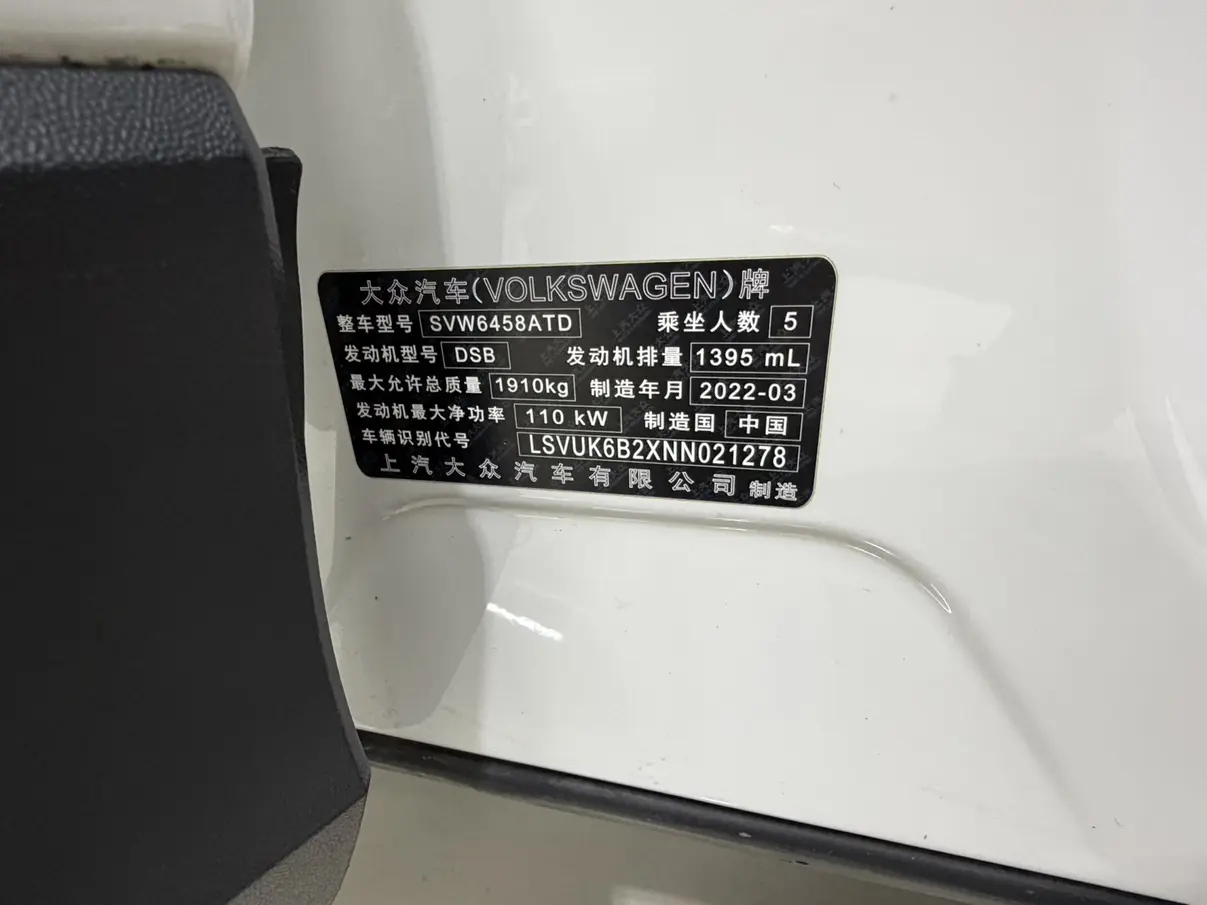 大众汽车(VOLKSWAGEN)牌
整车型号 SVW6458ATD 乘坐人数 5
发动机型号 DSB 发动机排量 1395 mL
最大允许总质量 1910kg 制造年月 2022-03
发动机最大净功率 110 kW 制造国 中国
车辆识别代号 LSVUK6B2XNN021278
上汽大众汽车有限公司 制造